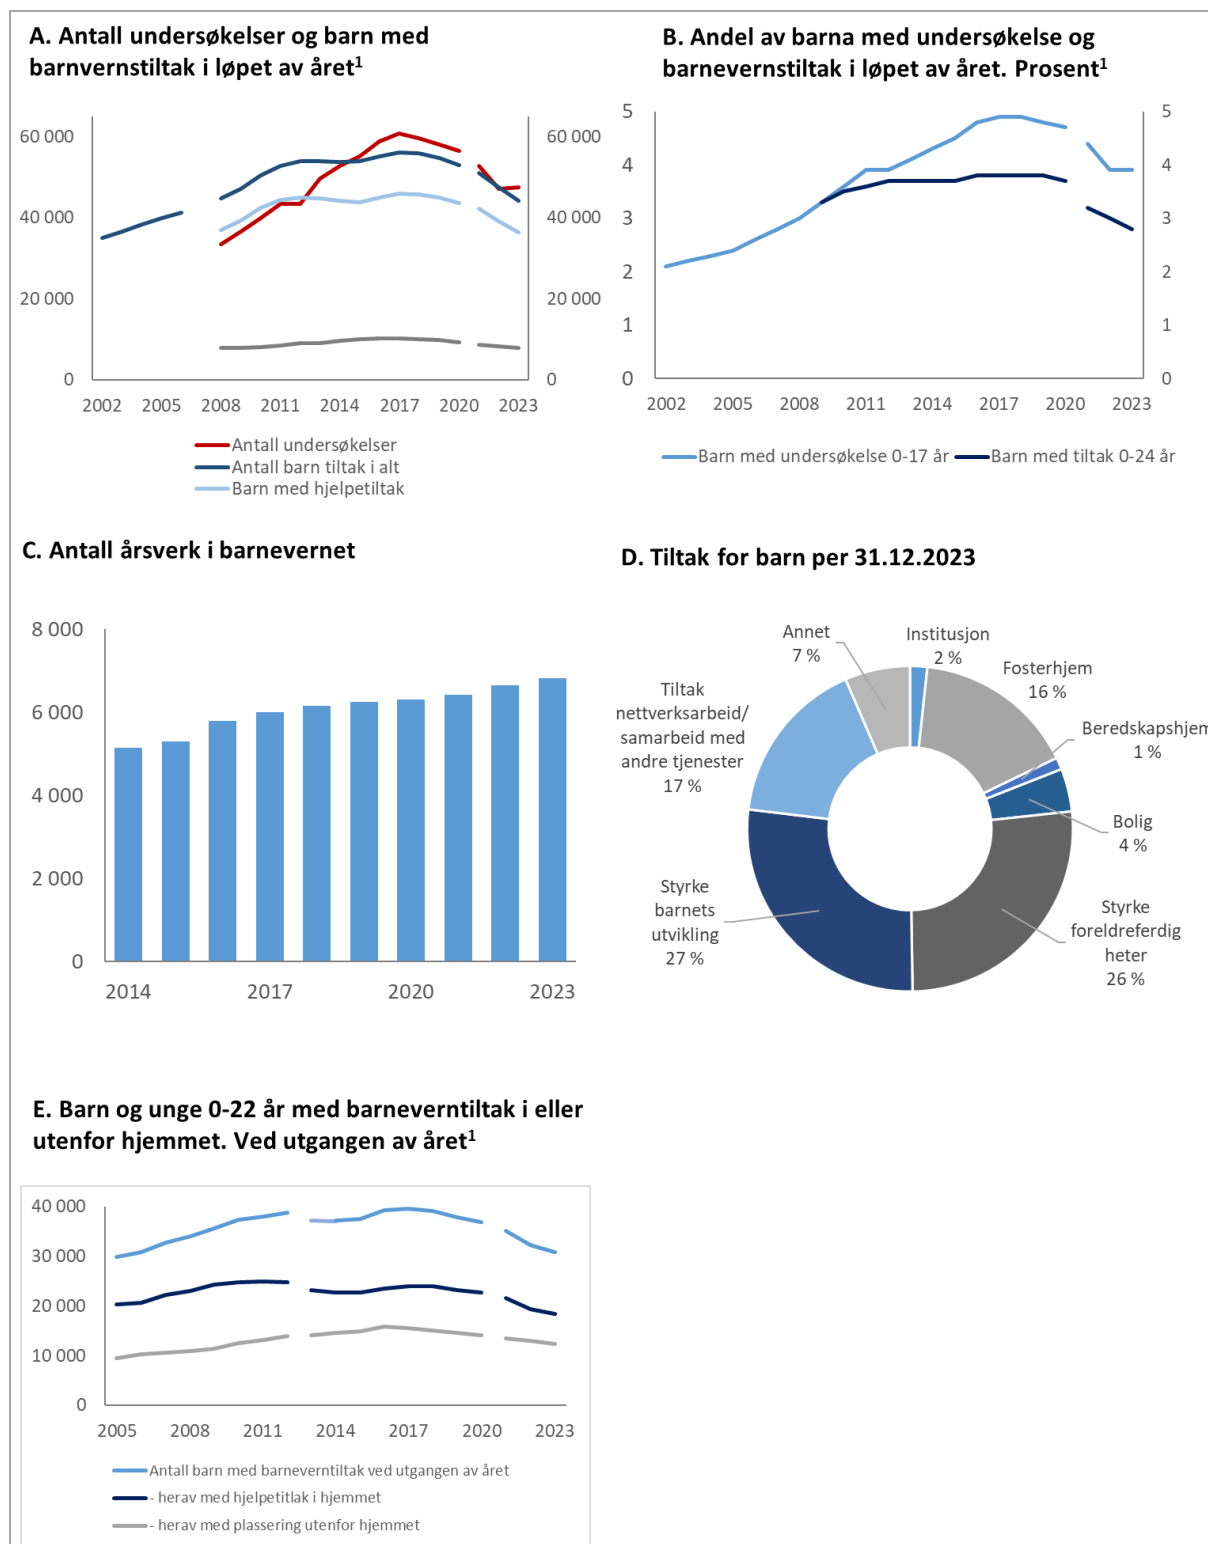 A. Antall undersøkelser og barn med
barnvernstiltak i løpet av året¹
60 000
40 000
20 000
0
60 000
40 000
20 000
0
2002 2005 2008 2011 2014 2017 2020 2023
Antall undersøkelser
Antall barn tiltak i alt
Barn med hjelpetiltak
B. Andel av barna med undersøkelse og
barnevernstiltak i løpet av året. Prosent¹
5
4
3
2
1
0
5
4
3
2
1
0
2002 2005 2008 2011 2014 2017 2020 2023
Barn med undersøkelse 0-17 år Barn med tiltak 0-24 år
C. Antall årsverk i barnevernet
8 000
6 000
4 000
2 000
0
2014 2017 2020 2023
D. Tiltak for barn per 31.12.2023
Annet
7 %
Institusjon
2 %
Fosterhjem
16 %
Beredskapshjem
1 %
Bolig
4 %
Styrke
foreldreferdig
heter
26 %
Styrke
barnets
utvikling
27 %
Tiltak
nettverksarbeid/
samarbeid med
andre tjenester
17 %
E. Barn og unge 0-22 år med barneverntiltak i eller
utenfor hjemmet. Ved utgangen av året¹
40 000
30 000
20 000
10 000
0
2005 2008 2011 2014 2017 2020 2023
Antall barn med barneverntiltak ved utgangen av året
- herav med hjelpetitlak i hjemmet
- herav med plassering utenfor hjemmet